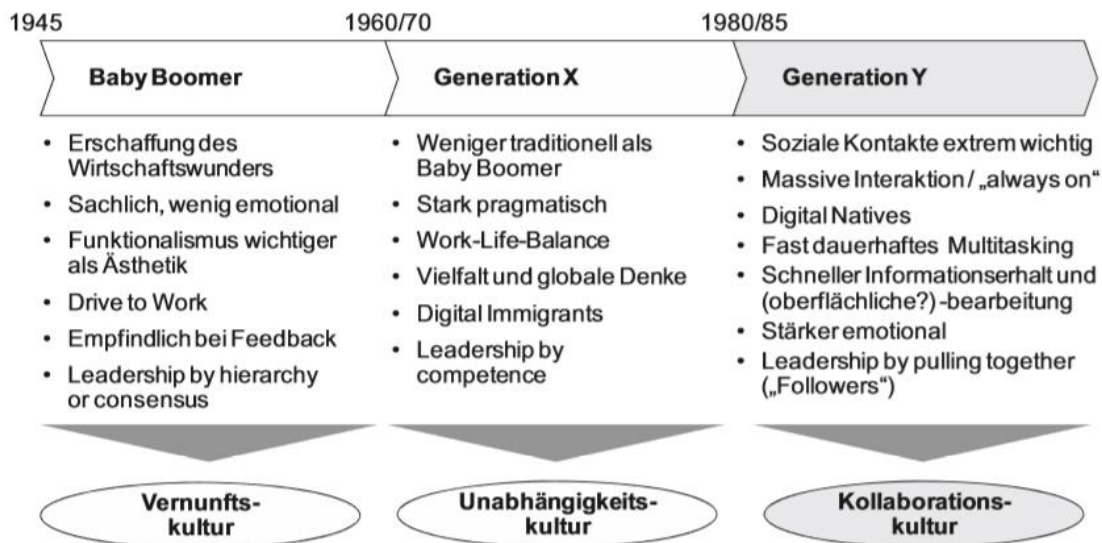 1945
1960/70
1980/85
Baby Boomer
Generation X
Generation Y
• Erschaffung des
Wirtschaftswunders
• Sachlich, wenig emotional
• Funktionalismus wichtiger
als Ästhetik
• Drive to Work
• Empfindlich bei Feedback
• Leadership by hierarchy
or consensus
• Weniger traditionell als
Baby Boomer
• Stark pragmatisch
• Work-Life-Balance
• Vielfalt und globale Denke
• Digital Immigrants
• Leadership by
competence
• Soziale Kontakte extrem wichtig
• Massive Interaktion / „always on“
• Digital Natives
• Fast dauerhaftes Multitasking
• Schneller Informationserhalt und
(oberflächliche?) -bearbeitung
• Stärker emotional
• Leadership by pulling together
(„Followers“)
Vernunfts-
kultur
Unabhängigkeits-
kultur
Kollaborations-
kultur